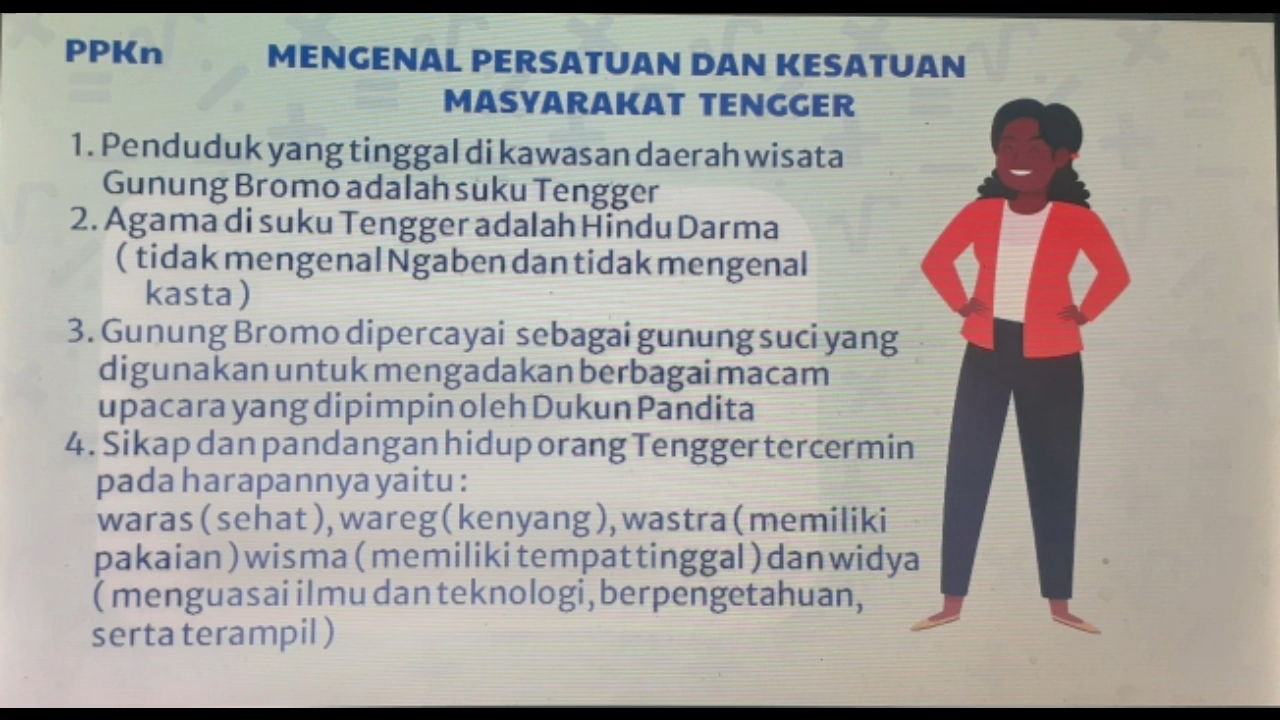 PPKn
MENGENAL PERSATUAN DAN KESATUAN
MASYARAKAT TENGGER
1. Penduduk yang tinggal di kawasan daerah wisata
Gunung Bromo adalah suku Tengger
2. Agama di suku Tengger adalah Hindu Darma
( tidak mengenal Ngaben dan tidak mengenal
kasta )
3. Gunung Bromo dipercayai sebagai gunung suci yang
digunakan untuk mengadakan berbagai macam
upacara yang dipimpin oleh Dukun Pandita
4. Sikap dan pandangan hidup orang Tengger tercermin
pada harapannya yaitu :
waras ( sehat ), wareg ( kenyang ), wastra ( memiliki
pakaian ) wisma ( memiliki tempat tinggal ) dan widya
( menguasai ilmu dan teknologi, berpengetahuan,
serta terampil )